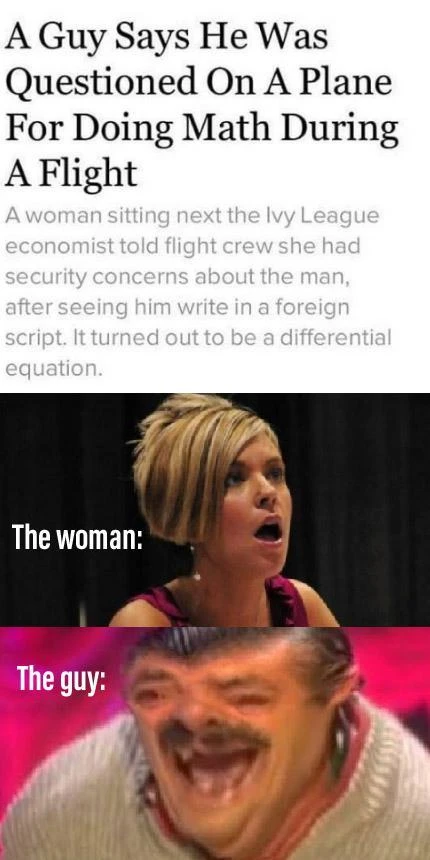 A Guy Says He Was
Questioned On A Plane
For Doing Math During
A Flight
A woman sitting next the Ivy League
economist told flight crew she had
security concerns about the man,
after seeing him write in a foreign
script. It turned out to be a differential
equation.
The woman:
The guy: